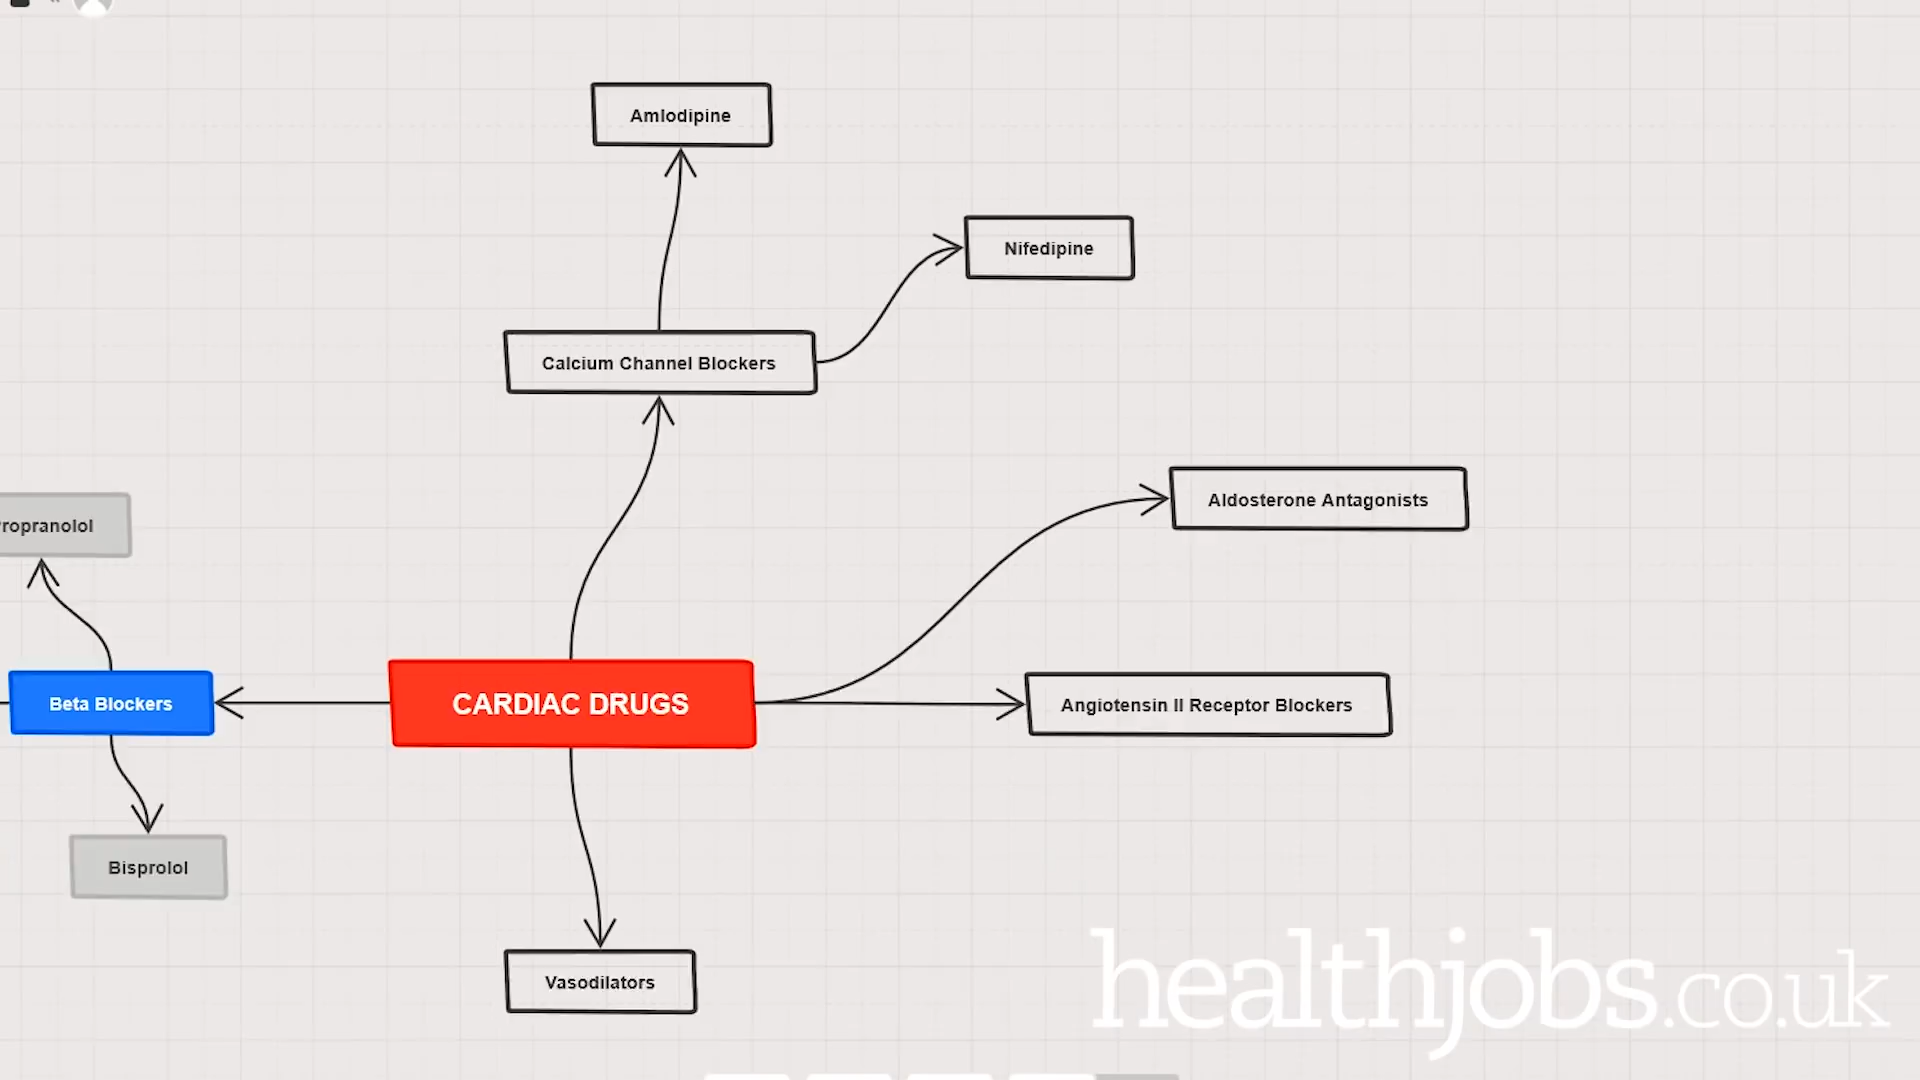 Amlodipine
Nifedipine
Calcium Channel Blockers
Aldosterone Antagonists
ropranolol
Beta Blockers
CARDIAC DRUGS
Angiotensin II Receptor Blockers
Bisprolol
Vasodilators
healthjobs.co.uk